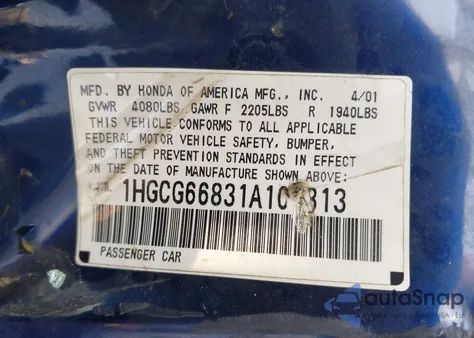 MFD. BY HONDA OF AMERICA MFG., INC. 4/01
GVWR 4080LBS GAWR F 2205LBS R 1940LBS
THIS VEHICLE CONFORMS TO ALL APPLICABLE
FEDERAL MOTOR VEHICLE SAFETY, BUMPER,
AND THEFT PREVENTION STANDARDS IN EFFECT
ON THE DATE OF MANUFACTURE SHOWN ABOVE:
PASSENGER CAR
autoSnap